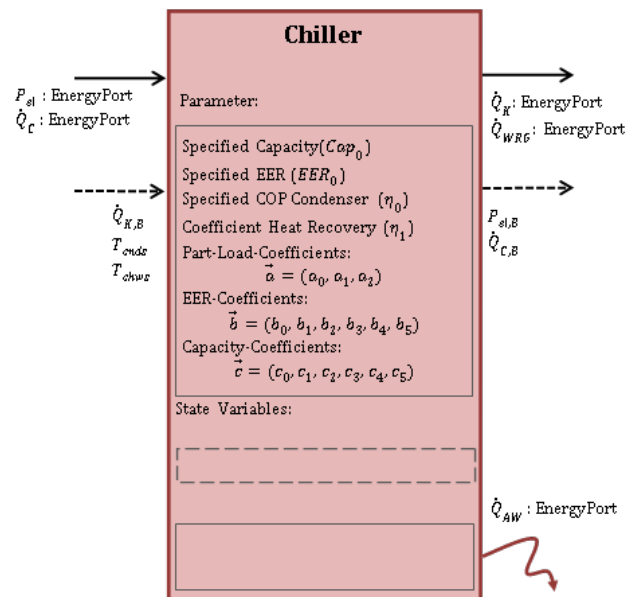 Chiller
P_el : EnergyPort
Q̇_C : EnergyPort
Q̇_K,B
T_cnds
T_chws
Parameter:
Specified Capacity(Cap_0)
Specified EER (EER_0)
Specified COP Condenser (η_0)
Coefficient Heat Recovery (η_1)
Part-Load-Coefficients:
a⃗ = (a_0, a_1, a_2)
EER-Coefficients:
b⃗ = (b_0, b_1, b_2, b_3, b_4, b_5)
Capacity-Coefficients:
c⃗ = (c_0, c_1, c_2, c_3, c_4, c_5)
State Variables:
Q̇_K : EnergyPort
Q̇_WRG : EnergyPort
P_el,B
Q̇_C,B
Q̇_AW : EnergyPort